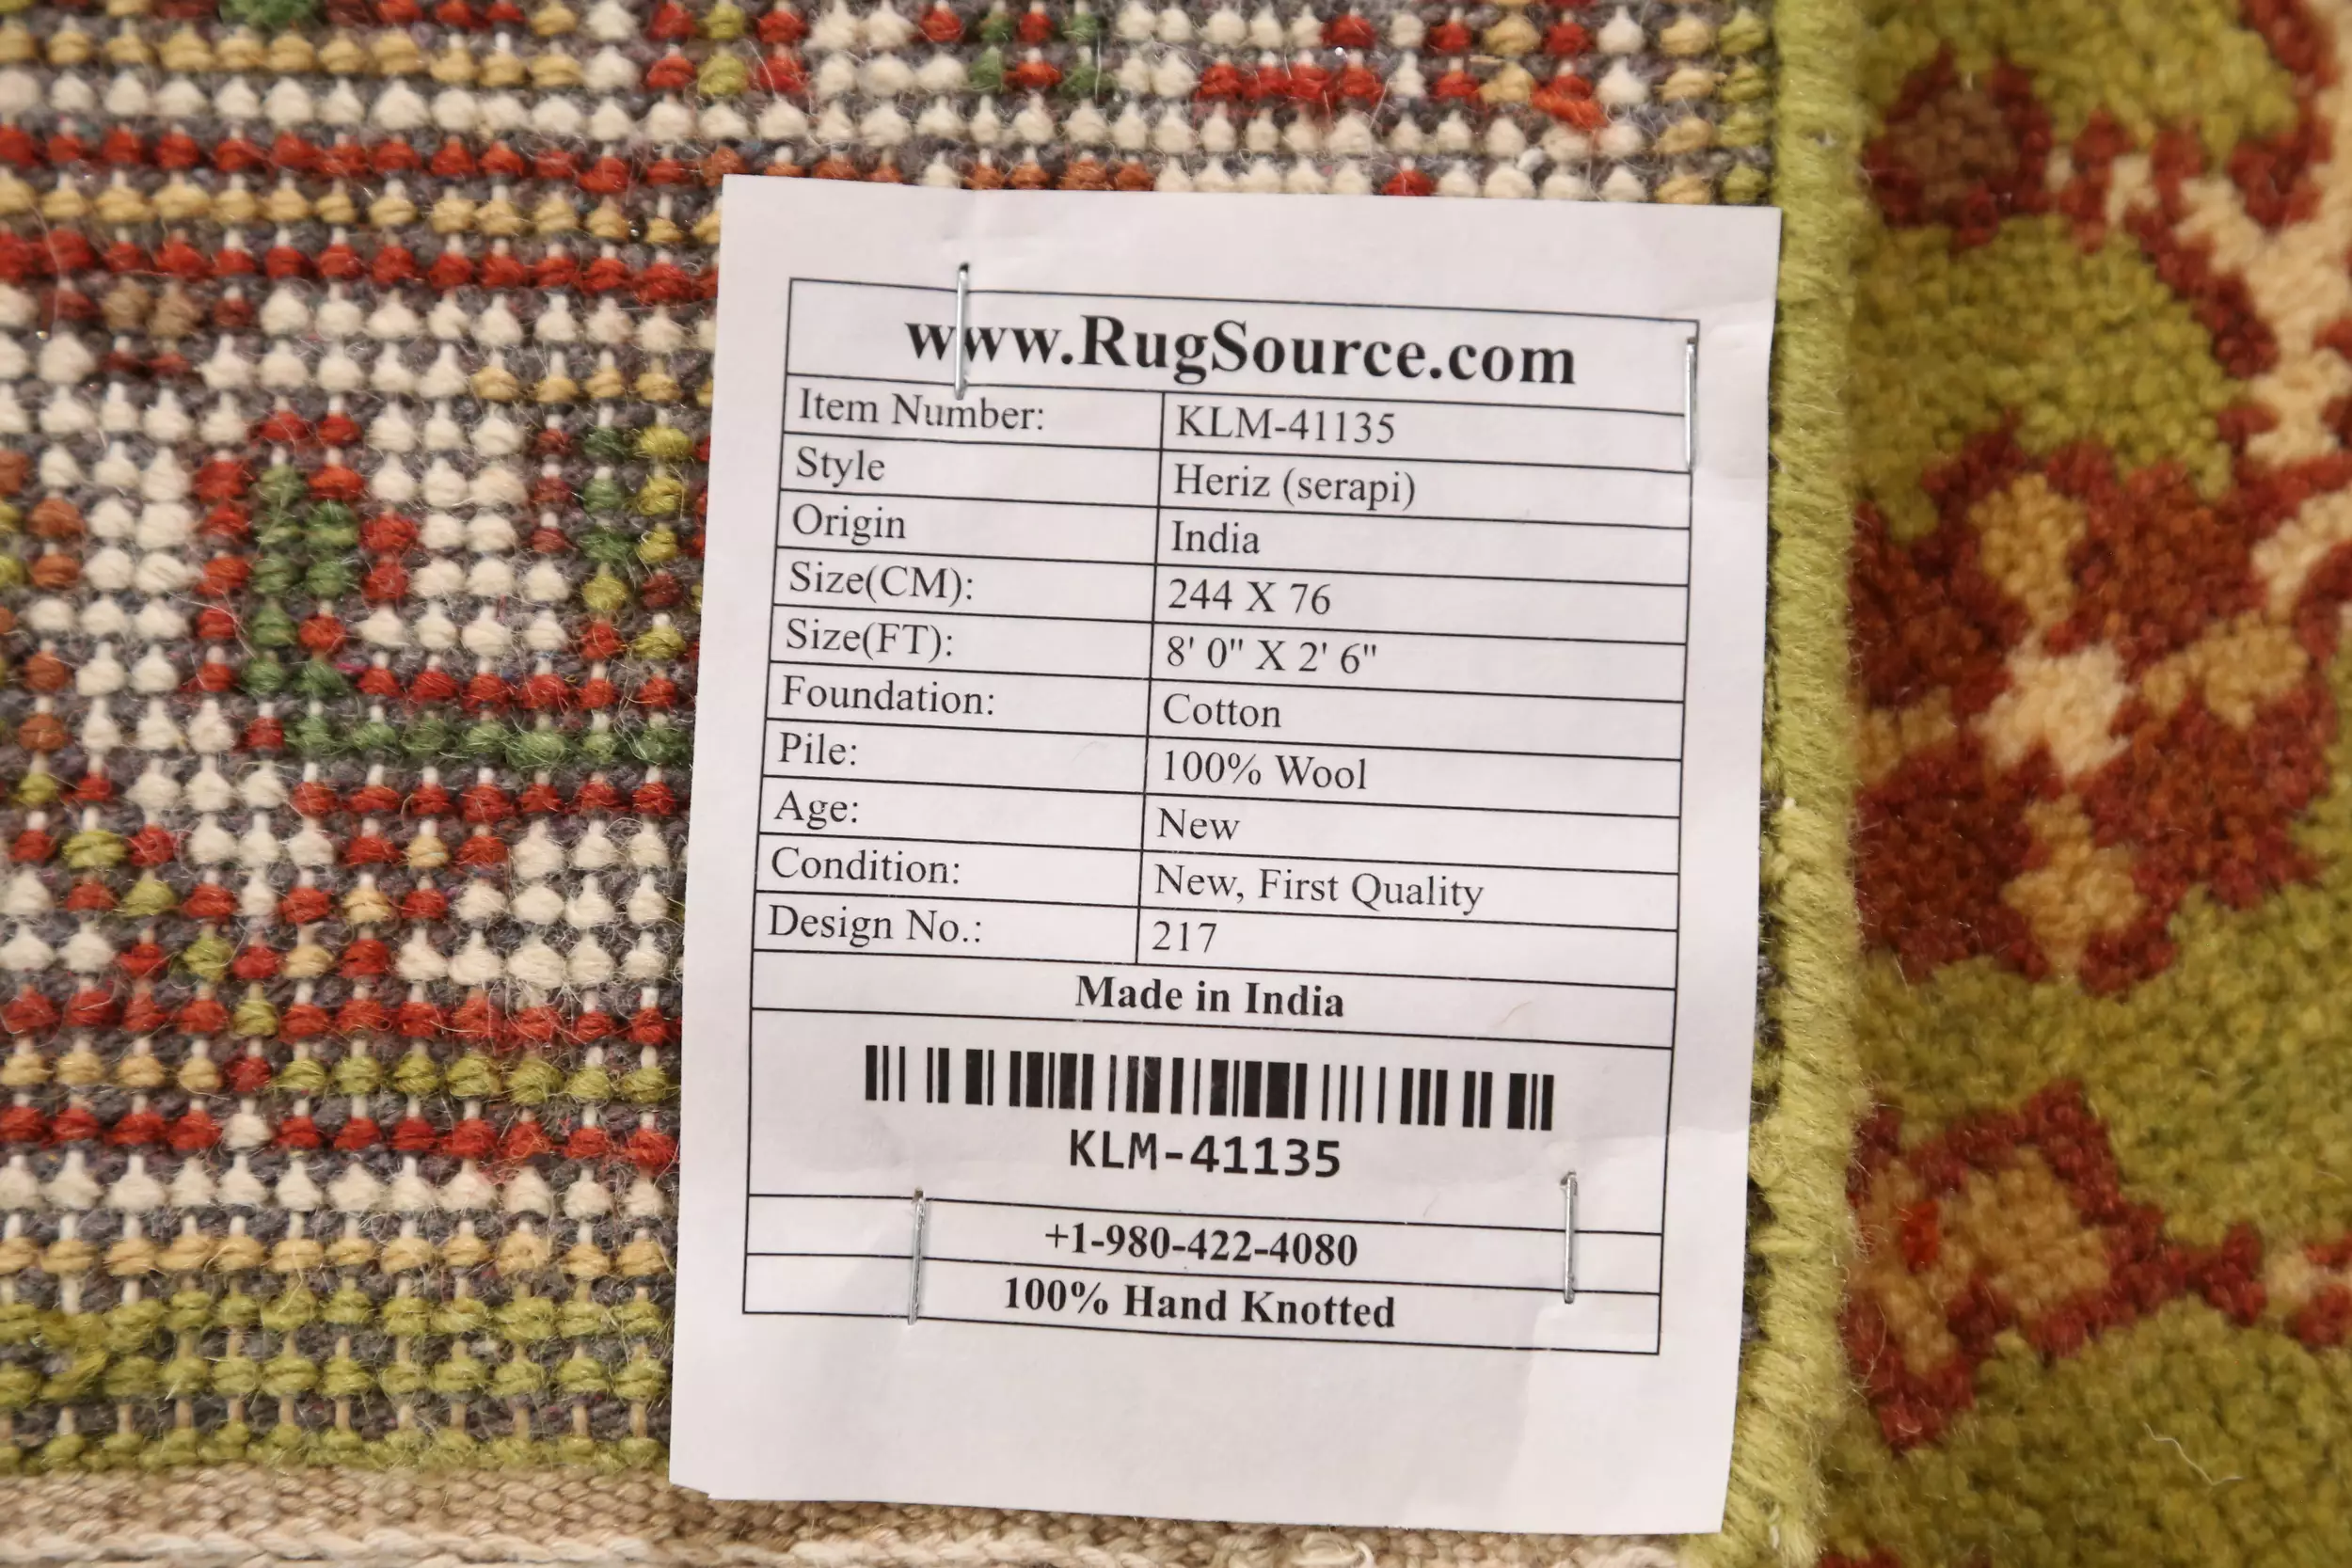 www.RugSource.com
Item Number: KLM-41135
Style Heriz (serapi)
Origin India
Size(CM): 244 X 76
Size(FT): 8' 0" X 2' 6"
Foundation: Cotton
Pile: 100% Wool
Age: New
Condition: New, First Quality
Design No.: 217
Made in India
KLM-41135
+1-980-422-4080
100% Hand Knotted